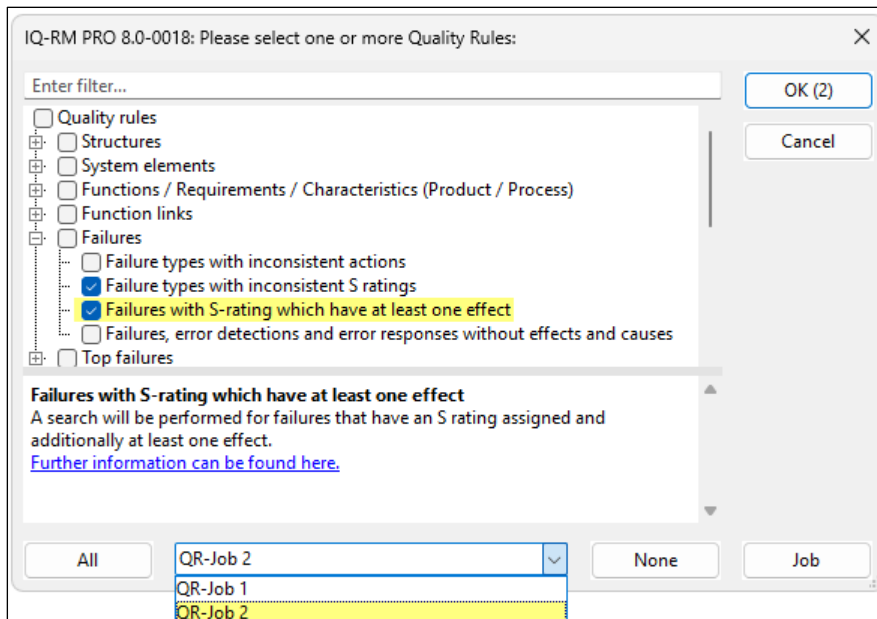 IQ-RM PRO 8.0-0018: Please select one or more Quality Rules:
Enter filter...
OK (2)
Cancel
Quality rules
Structures
System elements
Functions / Requirements / Characteristics (Product / Process)
Function links
Failures
Failure types with inconsistent actions
Failure types with inconsistent S ratings
Failures with S-rating which have at least one effect
Failures, error detections and error responses without effects and causes
Top failures
Failures with S-rating which have at least one effect
A search will be performed for failures that have an S rating assigned and
additionally at least one effect.
Further information can be found here.
All
QR-Job 2
None
Job
QR-Job 1
QR-Job 2